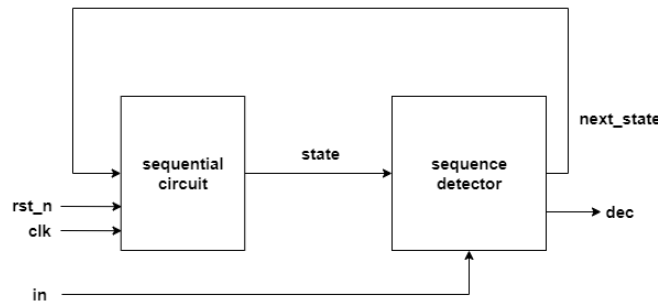 next_state
state
sequential
circuit
sequence
detector
rst_n
dec
clk
in